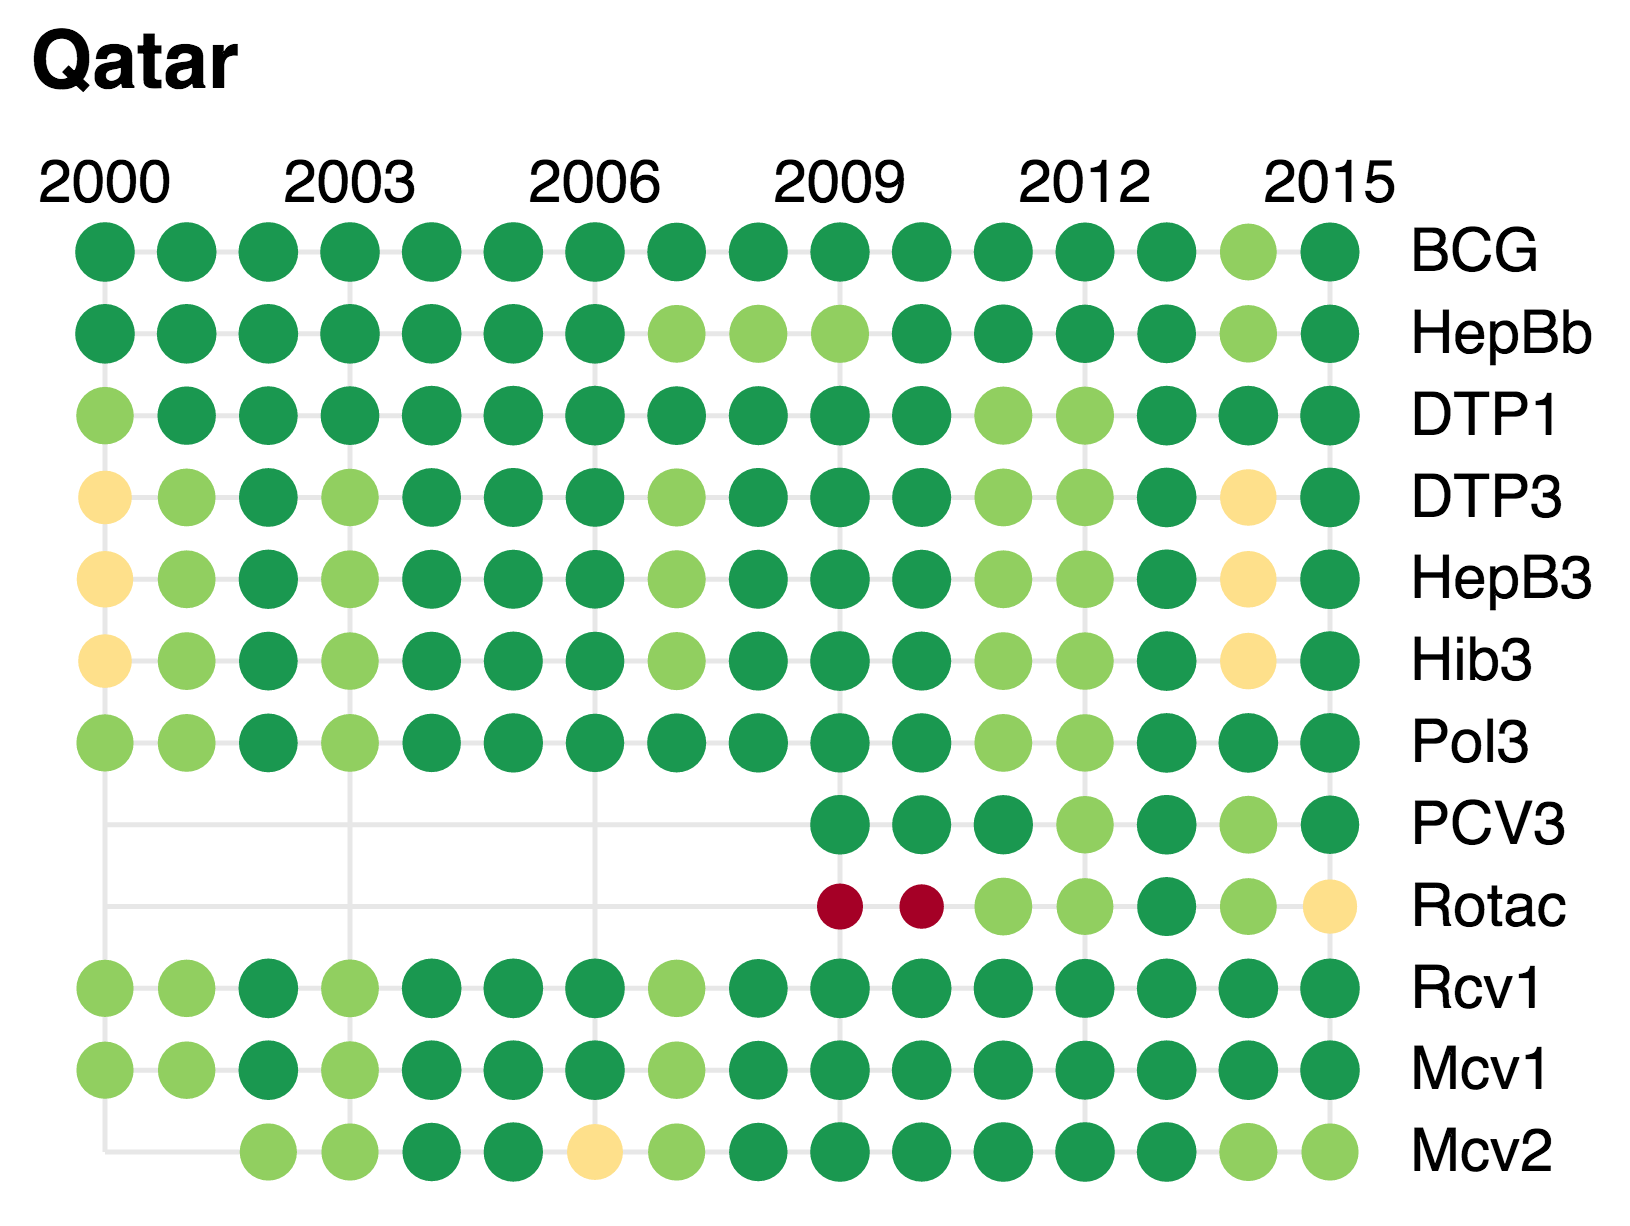 Qatar
2000 2003 2006 2009 2012 2015
BCG
HepBb
DTP1
DTP3
HepB3
Hib3
Pol3
PCV3
Rotac
Rcv1
Mcv1
Mcv2